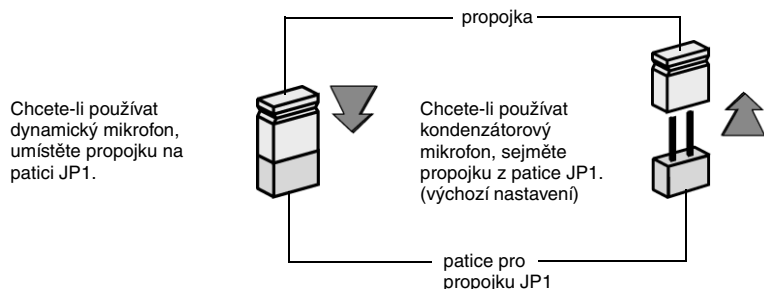 propojka
Chcete-li používat
dynamický mikrofon,
umístěte propojku na
patici JP1.
Chcete-li používat
kondenzátorový
mikrofon, sejměte
propojku z patice JP1.
(výchozí nastavení)
patice pro
propojku JP1